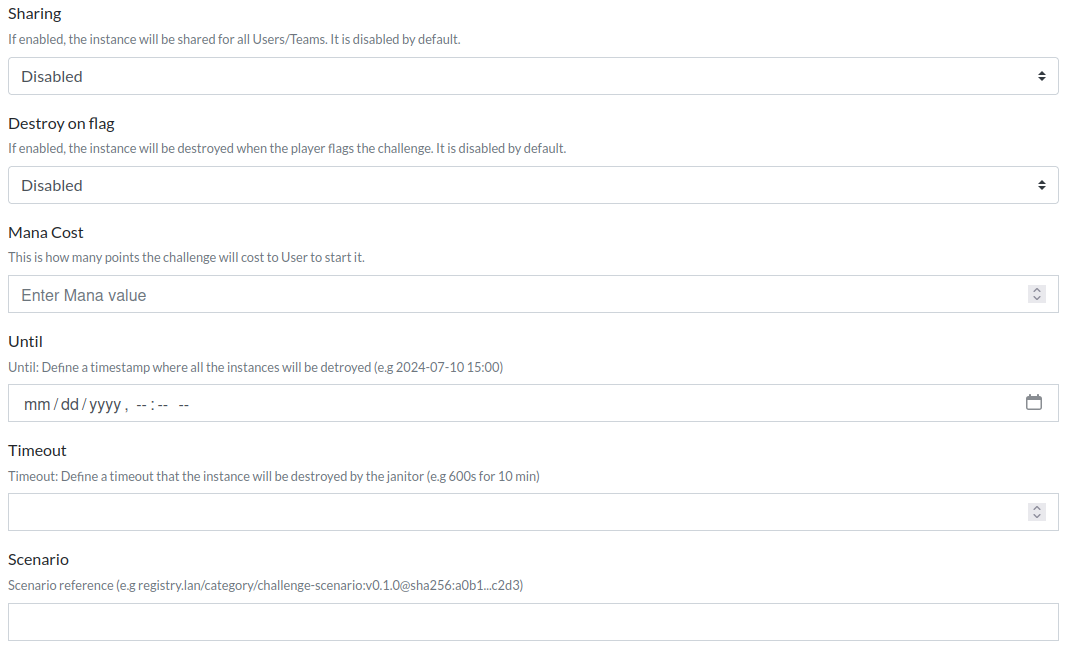 Sharing
If enabled, the instance will be shared for all Users/Teams. It is disabled by default.
Disabled
Destroy on flag
If enabled, the instance will be destroyed when the player flags the challenge. It is disabled by default.
Disabled
Mana Cost
This is how many points the challenge will cost to User to start it.
Enter Mana value
Until
Until: Define a timestamp where all the instances will be detroyed (e.g 2024-07-10 15:00)
mm/dd/yyyy, --:-- --
Timeout
Timeout: Define a timeout that the instance will be destroyed by the janitor (e.g 600s for 10 min)
Scenario
Scenario reference (e.g registry.lan/category/challenge-scenario:v0.1.0@sha256:a0b1...c2d3)